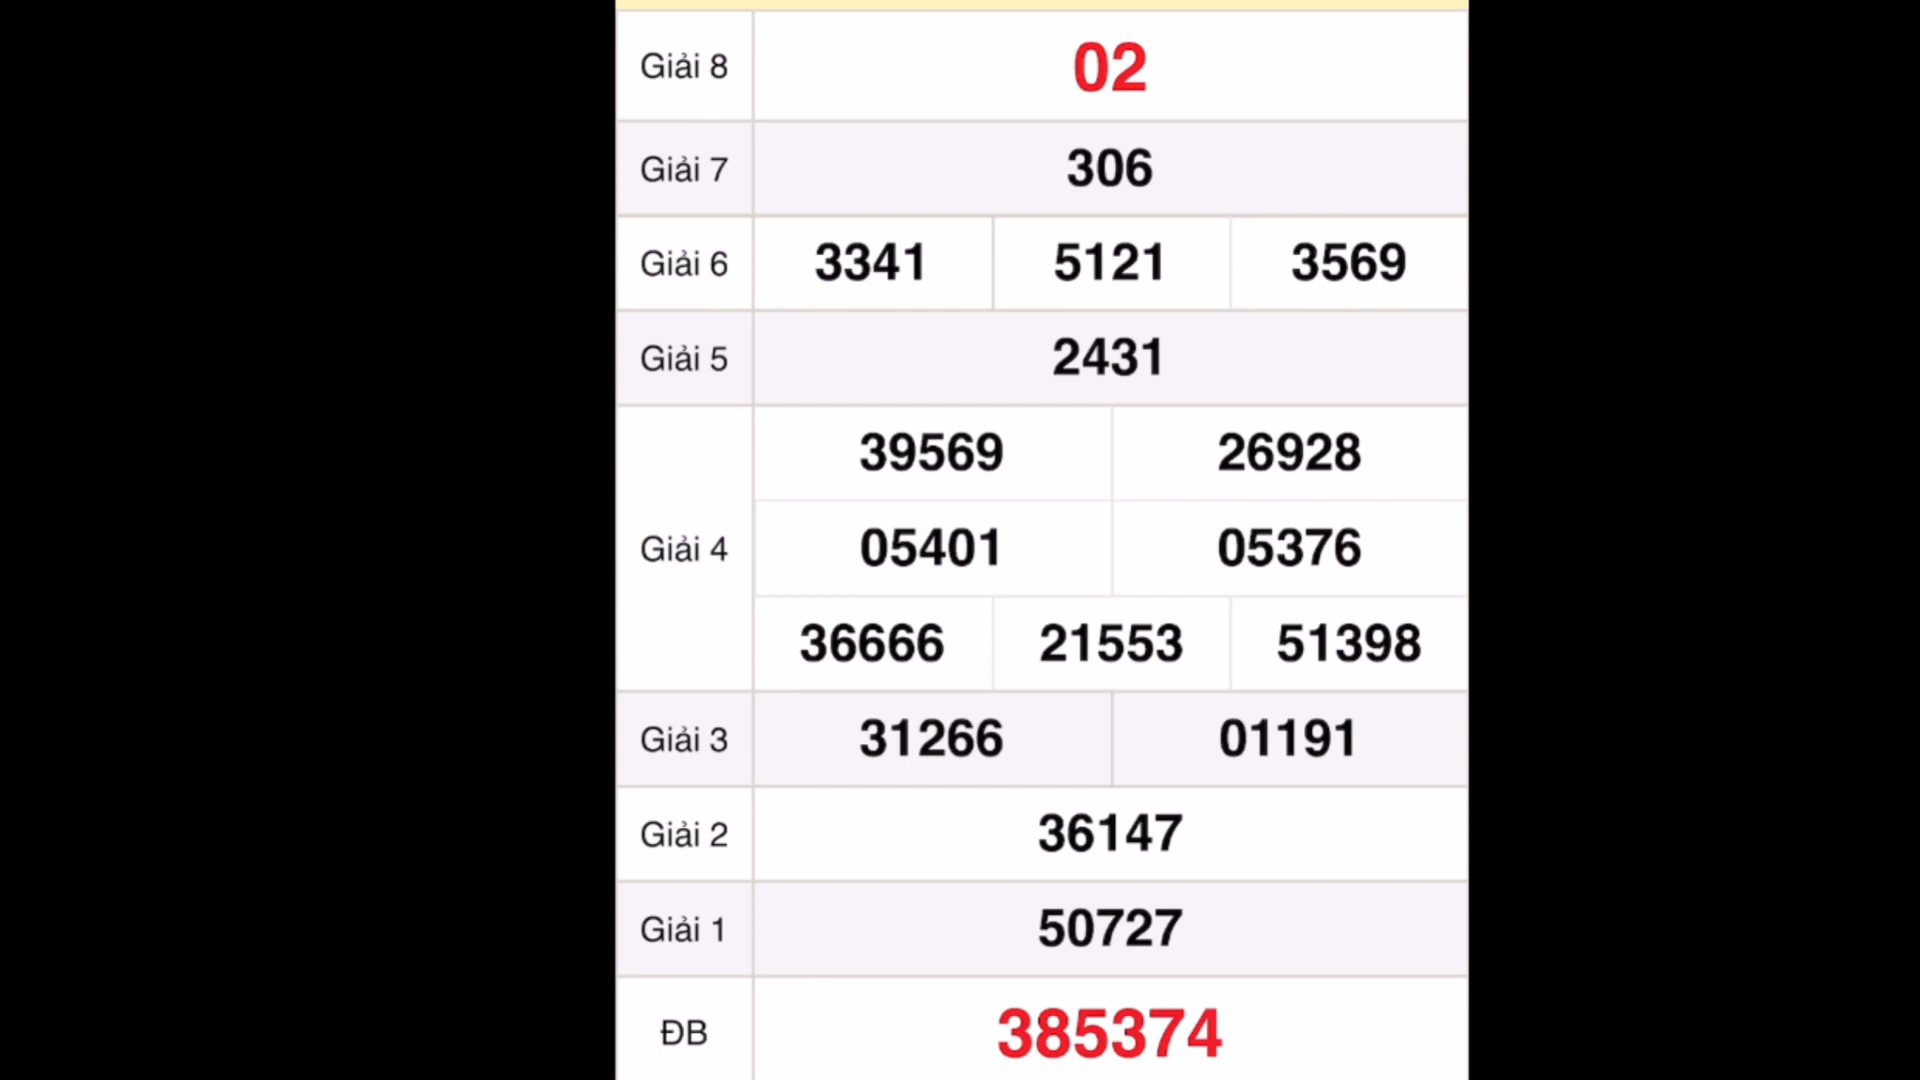 Giải 8 02
Giải 7 306
Giải 6 3341 5121 3569
Giải 5 2431
39569 26928
Giải 4 05401 05376
36666 21553 51398
Giải 3 31266 01191
Giải 2 36147
Giải 1 50727
ĐB 385374